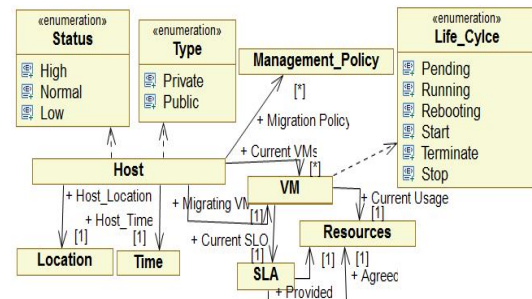 «enumeration»
Status
High
Normal
Low
«enumeration»
Type
Private
Public
Management_Policy
[*]
+ Migration Policy
«enumeration»
Life_Cylce
Pending
Running
Rebooting
Start
Terminate
Stop
Host
+ Current VMs
[*]
VM
+ Host_Location
[1]
+ Host_Time
[1]
+ Migrating VM
[1]
+ Current Usage
[1]
+ Current SLO
[1]
Location
Time
Resources
SLA
[1]
+ Provided
[1]
+ Agreed